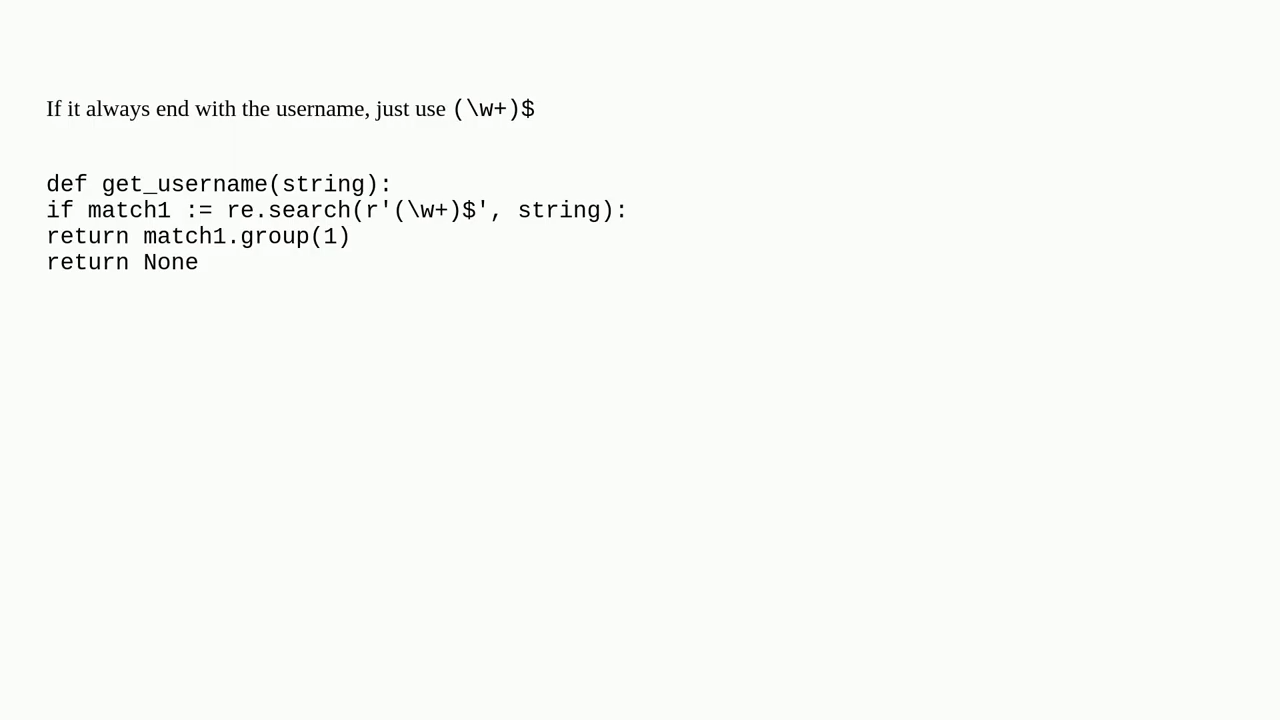 If it always end with the username, just use (\w+)$
def get_username(string):
if match1 := re.search(r'(\w+)$', string):
return match1.group(1)
return None